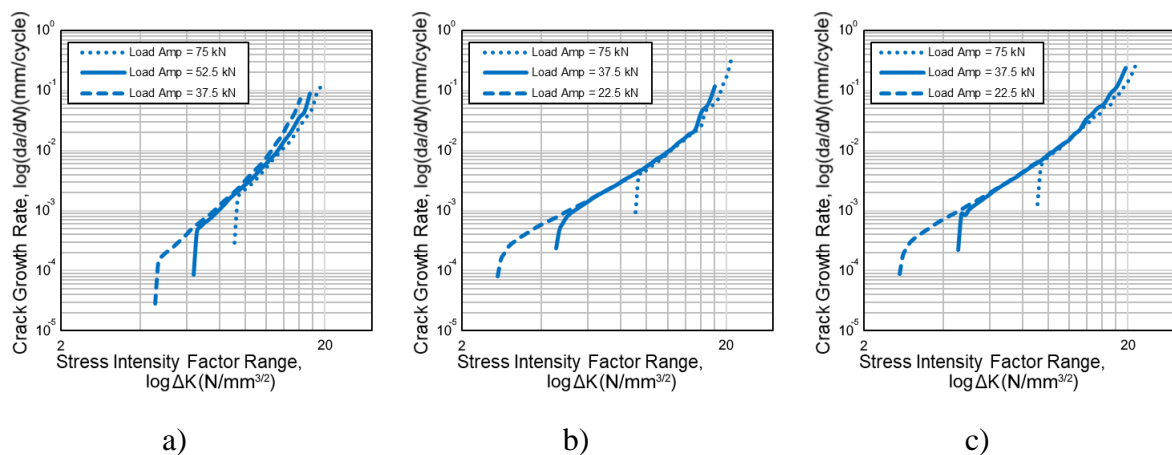 Crack Growth Rate, log(da/dN)(mm/cycle)
10⁰
10⁻¹
10⁻²
10⁻³
10⁻⁴
10⁻⁵
Load Amp = 75 kN
Load Amp = 52.5 kN
Load Amp = 37.5 kN
2
20
Stress Intensity Factor Range,
log ΔK(N/mm³ᐟ²)
a)
Crack Growth Rate, log(da/dN)(mm/cycle)
10⁰
10⁻¹
10⁻²
10⁻³
10⁻⁴
10⁻⁵
Load Amp = 75 kN
Load Amp = 37.5 kN
Load Amp = 22.5 kN
2
20
Stress Intensity Factor Range,
log ΔK(N/mm³ᐟ²)
b)
Crack Growth Rate, log(da/dN)(mm/cycle)
10⁰
10⁻¹
10⁻²
10⁻³
10⁻⁴
10⁻⁵
Load Amp = 75 kN
Load Amp = 37.5 kN
Load Amp = 22.5 kN
2
20
Stress Intensity Factor Range,
log ΔK(N/mm³ᐟ²)
c)